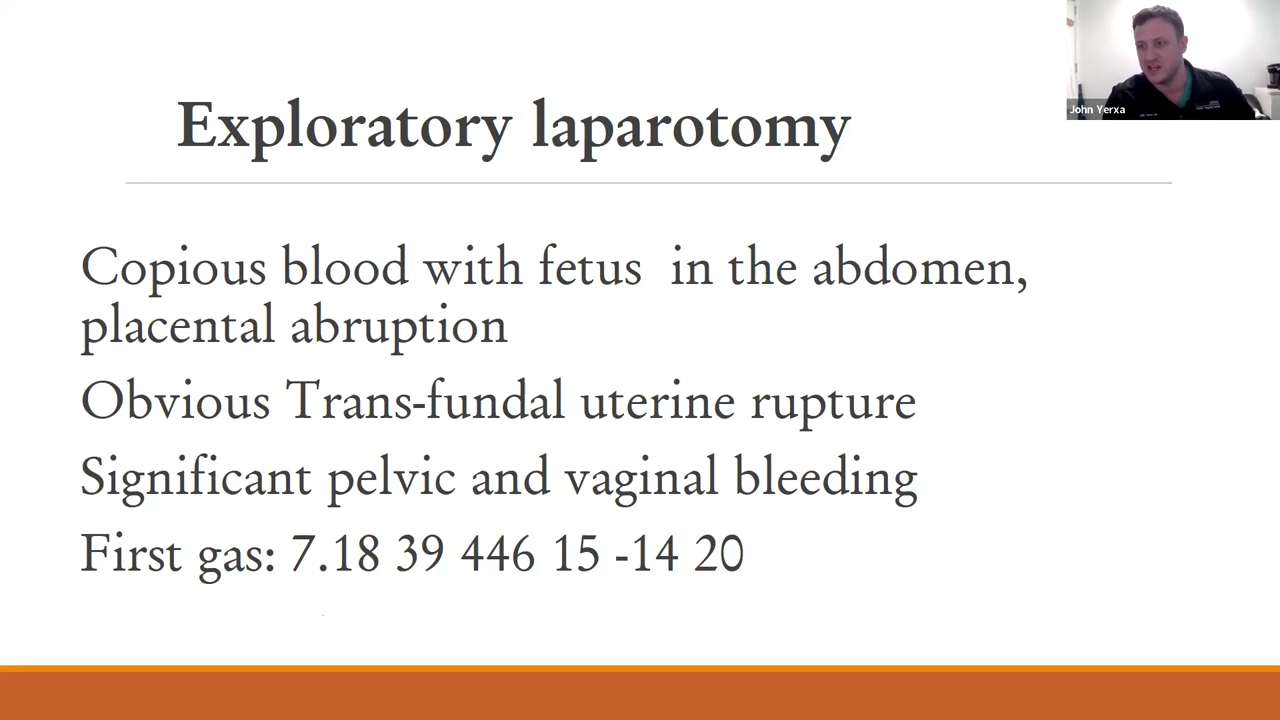 Exploratory laparotomy
John Yerxa
Copious blood with fetus in the abdomen,
placental abruption
Obvious Trans-fundal uterine rupture
Significant pelvic and vaginal bleeding
First gas: 7.18 39 446 15 -14 20